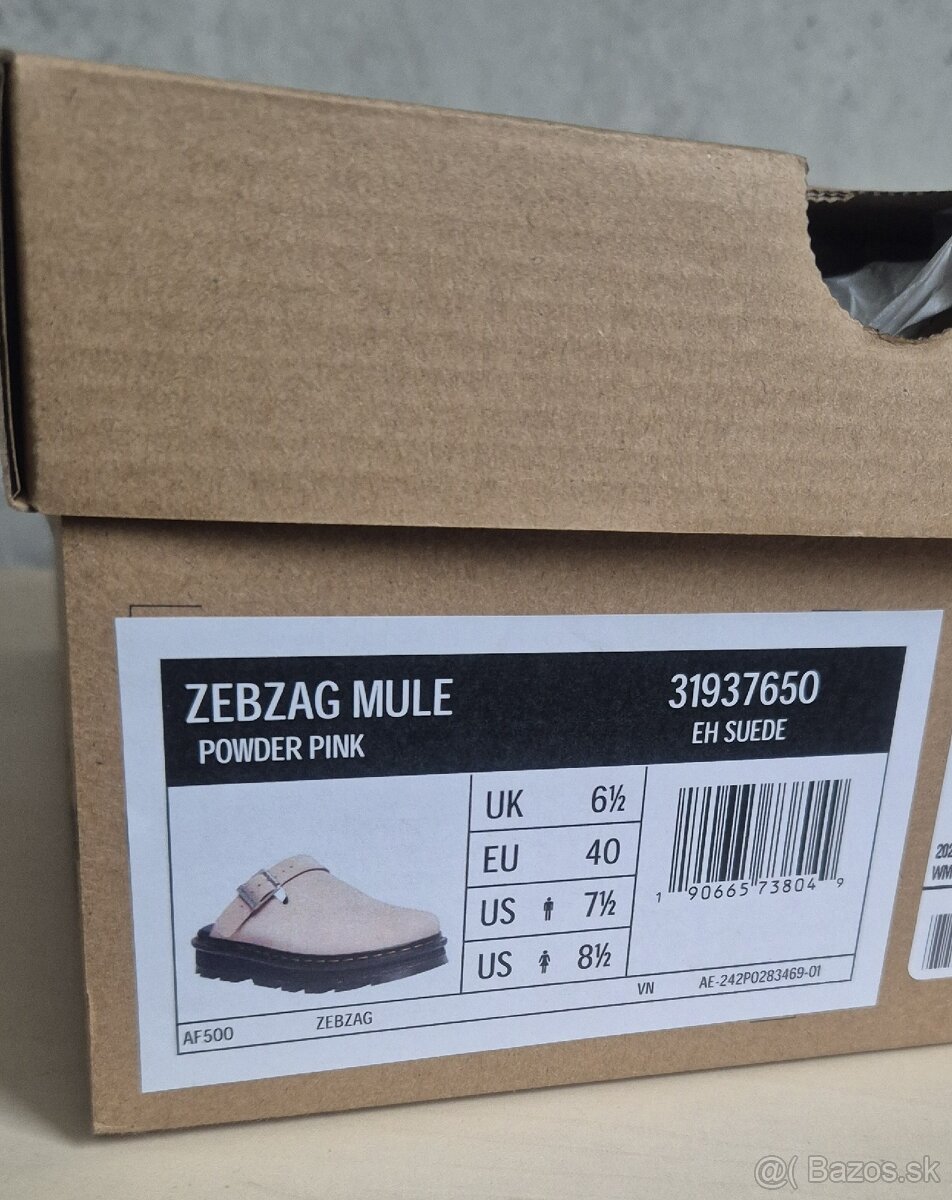 ZEBZAG MULE
31937650
POWDER PINK
EH SUEDE
UK 6½
EU 40
US 7½
US 8½
1 90665 73804 9
AF500
ZEBZAG
VN
AE-242P0283469-01
@( Bazos.sk